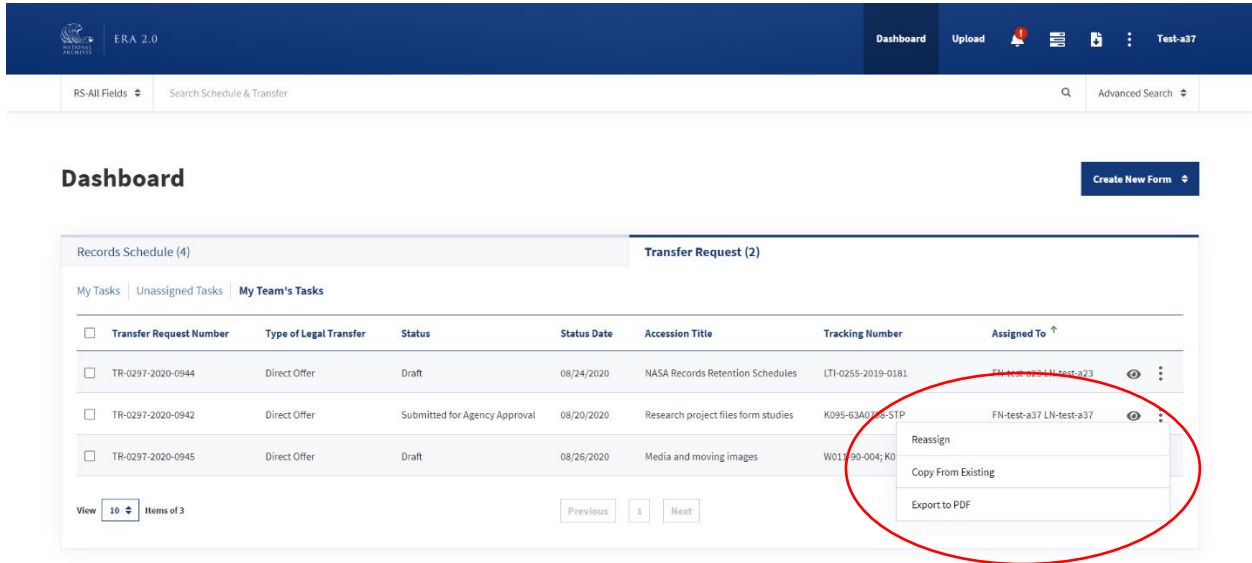 NATIONAL ARCHIVES
ERA 2.0
Dashboard Upload Test-a37
RS-All Fields Search Schedule & Transfer Advanced Search
Dashboard
Create New Form
Records Schedule (4) Transfer Request (2)
My Tasks Unassigned Tasks My Team's Tasks
Transfer Request Number Type of Legal Transfer Status Status Date Accession Title Tracking Number Assigned To
TR-0297-2020-0944 Direct Offer Draft 08/24/2020 NASA Records Retention Schedules LTI-0255-2019-0181 FN-test-a23 LN-test-a23
TR-0297-2020-0942 Direct Offer Submitted for Agency Approval 08/20/2020 Research project files form studies FN-test-a37 LN-test-a37
Reassign
TR-0297-2020-0945 Direct Offer Draft 08/26/2020 Media and moving images W011-90-004; K0
Copy From Existing
Export to PDF
View 10 Items of 3 Previous 1 Next